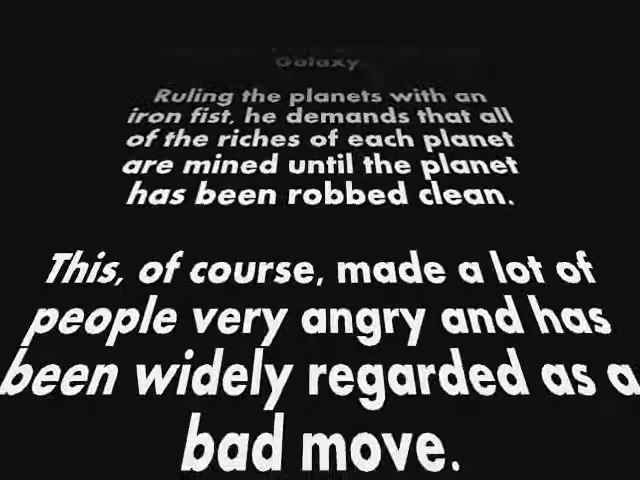 Galaxy
Ruling the planets with an
iron fist, he demands that all
of the riches of each planet
are mined until the planet
has been robbed clean.
This, of course, made a lot of
people very angry and has
been widely regarded as a
bad move.